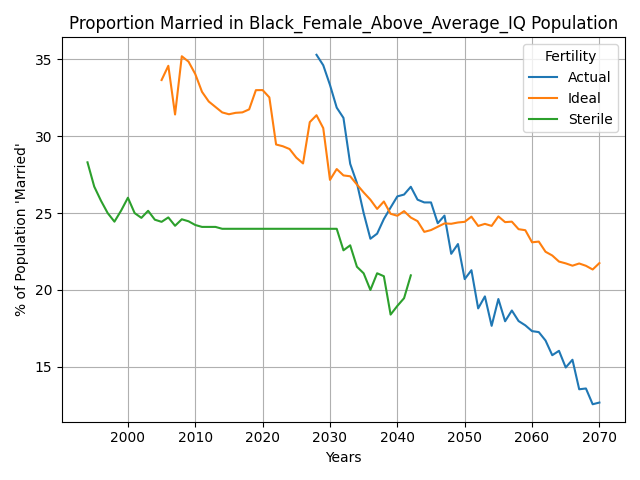 Proportion Married in Black_Female_Above_Average_IQ Population
Fertility
Actual
Ideal
Sterile
% of Population 'Married'
35
30
25
20
15
2000 2010 2020 2030 2040 2050 2060 2070
Years